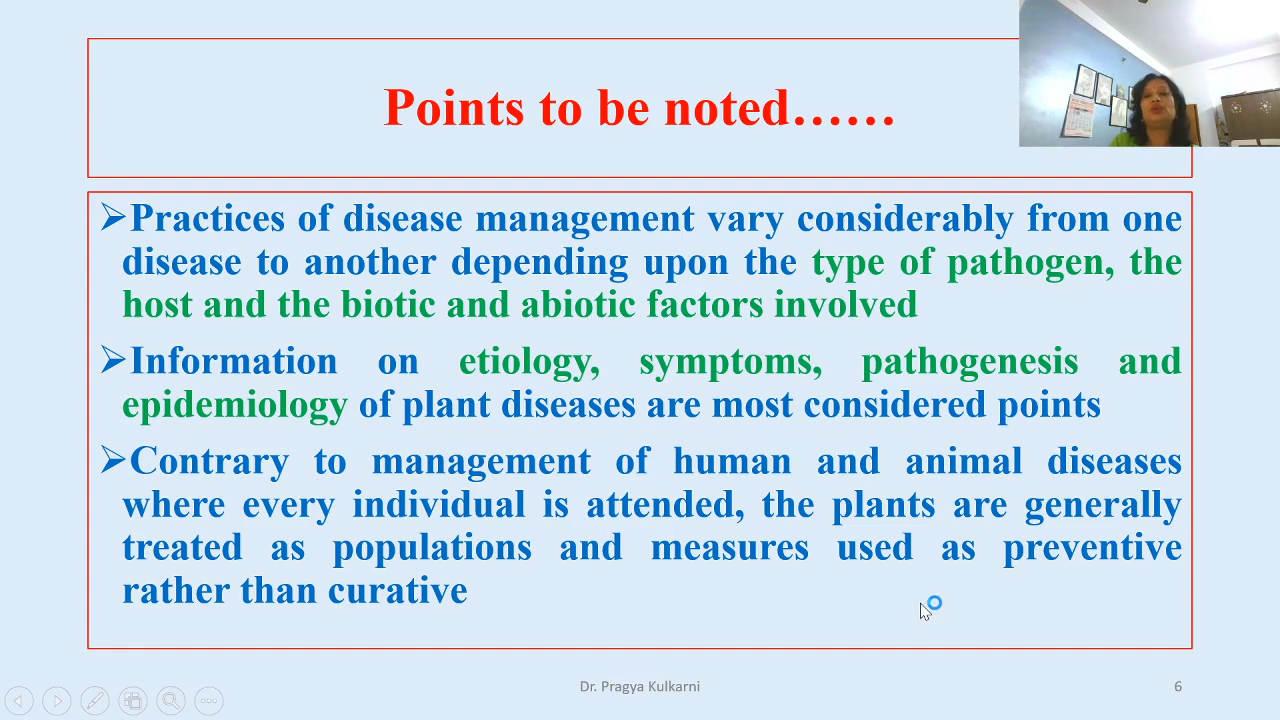 Points to be noted......
➢Practices of disease management vary considerably from one
disease to another depending upon the type of pathogen, the
host and the biotic and abiotic factors involved
➢Information on etiology, symptoms, pathogenesis and
epidemiology of plant diseases are most considered points
➢Contrary to management of human and animal diseases
where every individual is attended, the plants are generally
treated as populations and measures used as preventive
rather than curative
Dr. Pragya Kulkarni
6